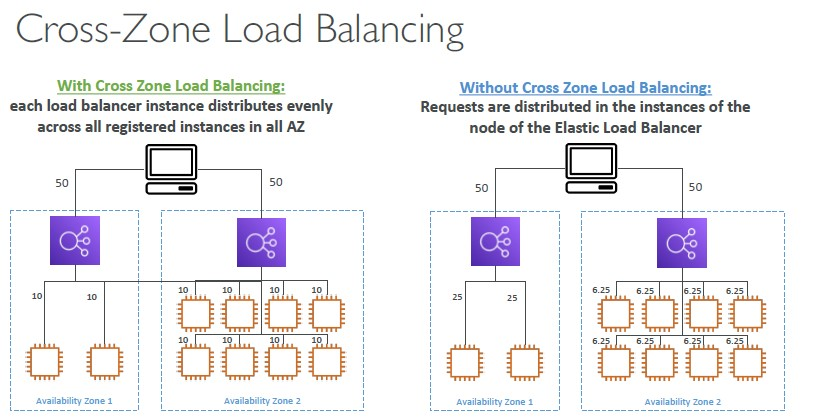 Cross-Zone Load Balancing
With Cross Zone Load Balancing:
each load balancer instance distributes evenly
across all registered instances in all AZ
50
50
10
10
10
10
10
10
10
10
10
10
Availability Zone 1
Availability Zone 2
Without Cross Zone Load Balancing:
Requests are distributed in the instances of the
node of the Elastic Load Balancer
50
50
25
25
6.25
6.25
6.25
6.25
6.25
6.25
6.25
6.25
Availability Zone 1
Availability Zone 2